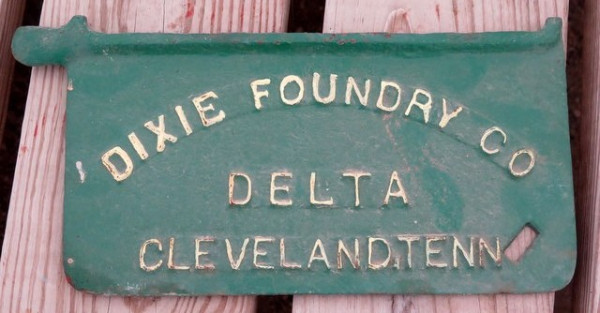 DIXIE FOUNDRY CO
DELTA
CLEVELAND,TENN